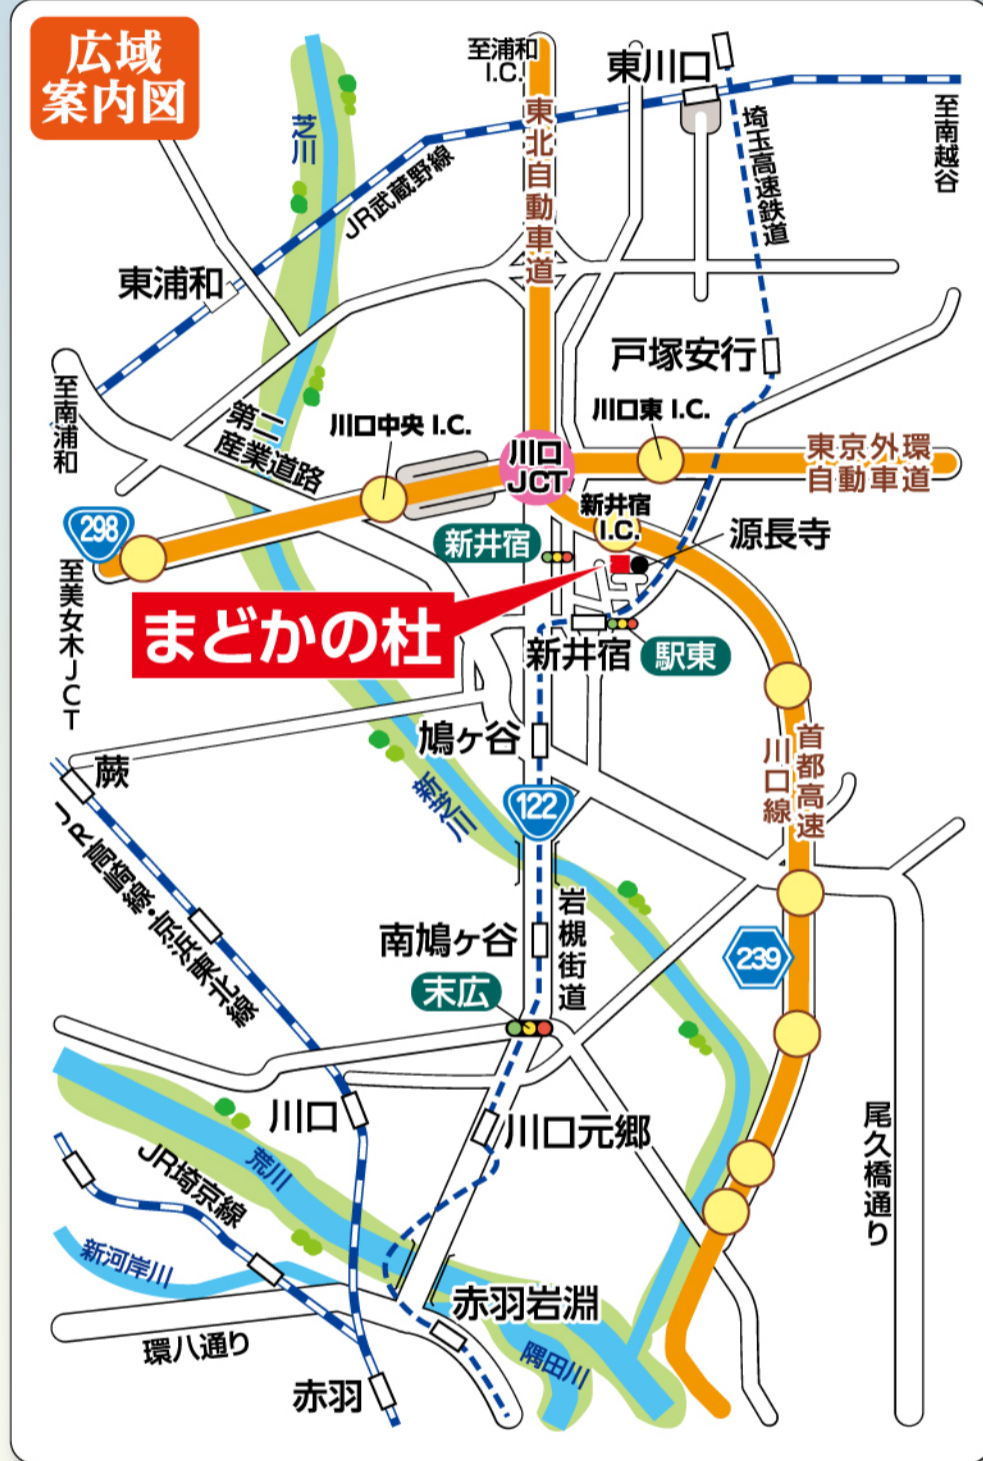 広域
案内図
至浦和
I.C.
東川口
東北自動車道
芝川
JR武蔵野線
埼玉高速鉄道
至南越谷
東浦和
戸塚安行
至南浦和
第二
産業道路
川口中央 I.C.
川口東 I.C.
川口
JCT
東京外環
自動車道
298
新井宿
I.C.
新井宿
源長寺
至美女木JCT
まどかの杜
新井宿
駅東
鳩ヶ谷
蕨
新芝川
122
首都高速
川口線
JR高崎線・京浜東北線
南鳩ヶ谷
岩槻街道
239
末広
川口
川口元郷
尾久橋通り
JR埼京線
荒川
新河岸川
赤羽岩淵
環八通り
隅田川
赤羽